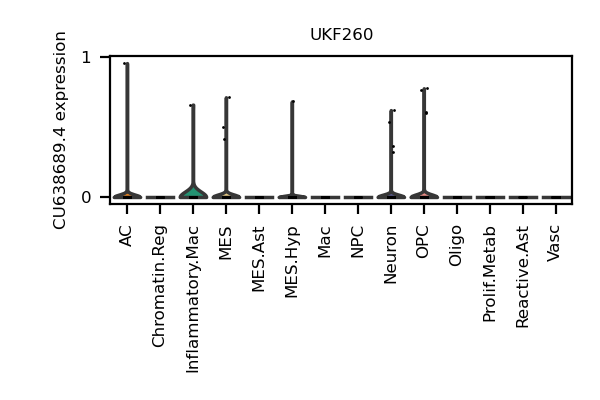 UKF260
CU638689.4 expression
1
0
AC
Chromatin.Reg
Inflammatory.Mac
MES
MES.Ast
MES.Hyp
Mac
NPC
Neuron
OPC
Oligo
Prolif.Metab
Reactive.Ast
Vasc